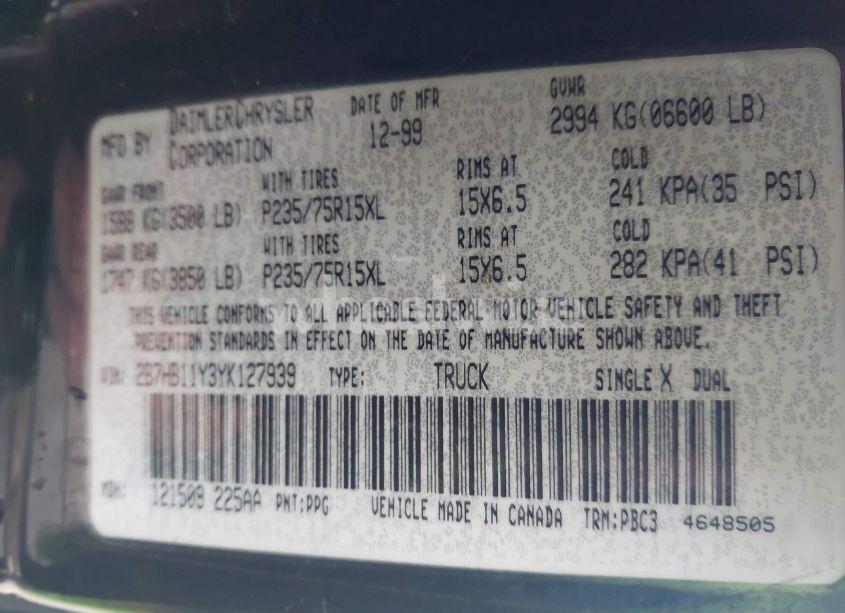 MFD BY DAIMLERCHRYSLER CORPORATION DATE OF MFR 12-99 GVWR 2994 KG(06600 LB)
GAWR FRONT WITH TIRES RIMS AT COLD
1588 KG(3500 LB) P235/75R15XL 15X6.5 241 KPA(35 PSI)
GAWR REAR WITH TIRES RIMS AT COLD
1747 KG(3850 LB) P235/75R15XL 15X6.5 282 KPA(41 PSI)
THIS VEHICLE CONFORMS TO ALL APPLICABLE FEDERAL MOTOR VEHICLE SAFETY AND THEFT
PREVENTION STANDARDS IN EFFECT ON THE DATE OF MANUFACTURE SHOWN ABOVE.
VIN: 2B7HB11Y3YK127939 TYPE: TRUCK SINGLE X DUAL
MDH: 121509 225AA PNT:PPG VEHICLE MADE IN CANADA TRM:PBC3 4648505